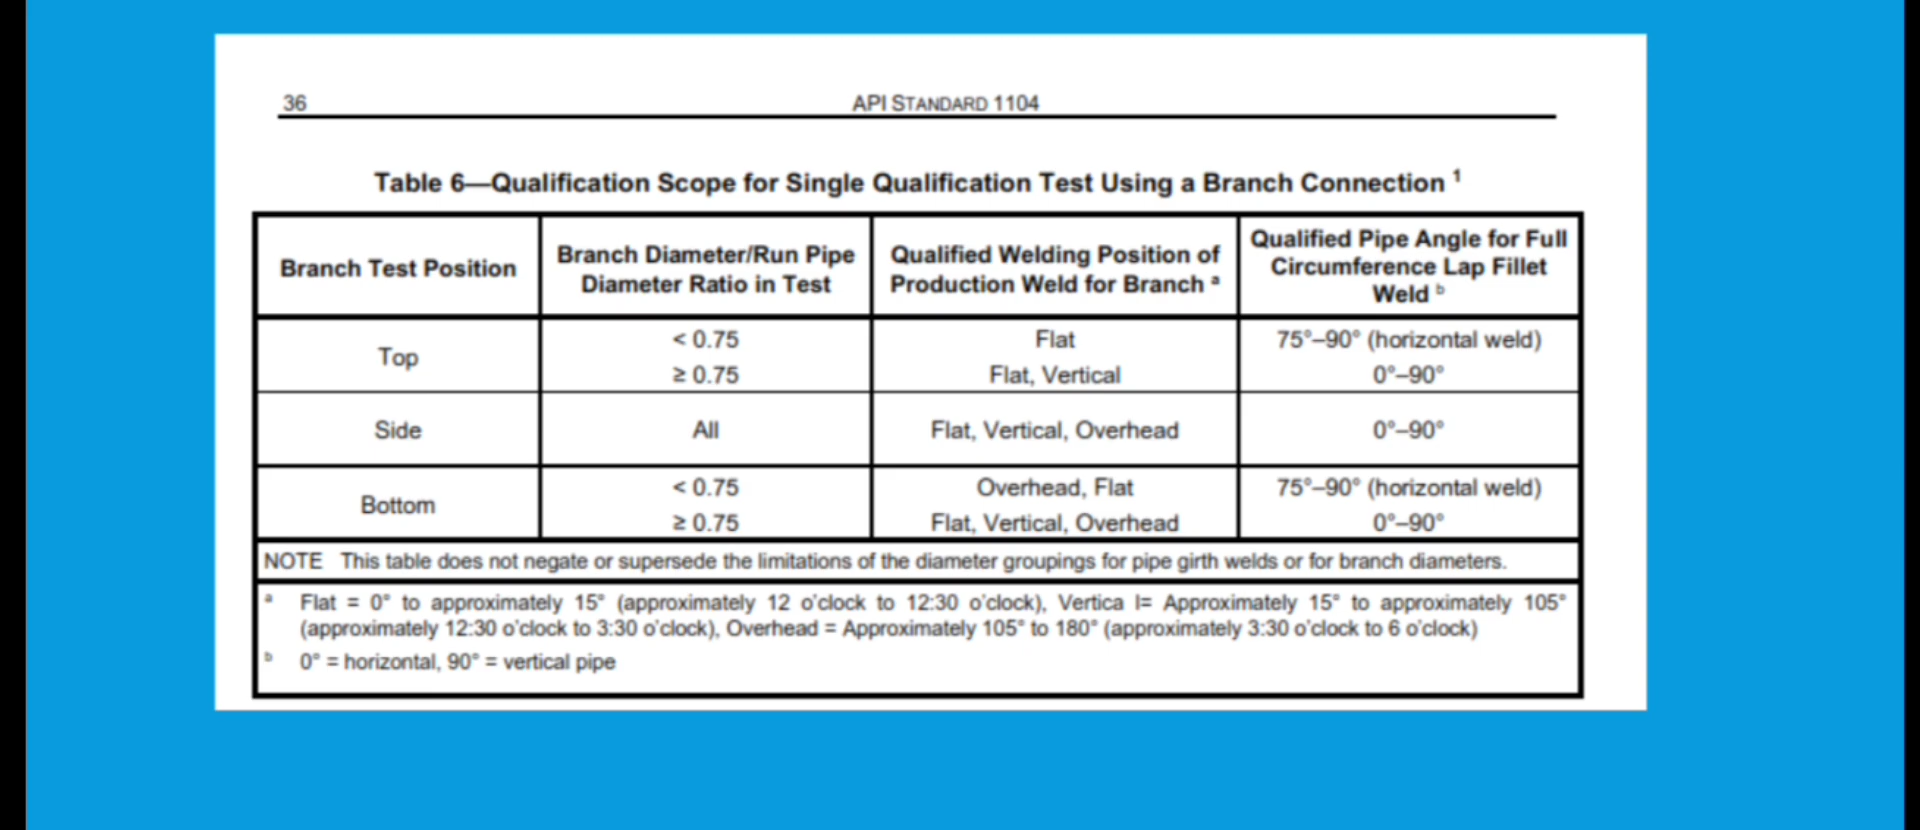 36
API STANDARD 1104
Table 6—Qualification Scope for Single Qualification Test Using a Branch Connection ¹
Branch Test Position
Branch Diameter/Run Pipe
Diameter Ratio in Test
Qualified Welding Position of
Production Weld for Branch ᵃ
Qualified Pipe Angle for Full
Circumference Lap Fillet
Weld ᵇ
Top
< 0.75
Flat
75°–90° (horizontal weld)
≥ 0.75
Flat, Vertical
0°–90°
Side
All
Flat, Vertical, Overhead
0°–90°
Bottom
< 0.75
Overhead, Flat
75°–90° (horizontal weld)
≥ 0.75
Flat, Vertical, Overhead
0°–90°
NOTE This table does not negate or supersede the limitations of the diameter groupings for pipe girth welds or for branch diameters.
ᵃ Flat = 0° to approximately 15° (approximately 12 o'clock to 12:30 o'clock), Vertica l= Approximately 15° to approximately 105°
(approximately 12:30 o'clock to 3:30 o'clock), Overhead = Approximately 105° to 180° (approximately 3:30 o'clock to 6 o'clock)
ᵇ 0° = horizontal, 90° = vertical pipe